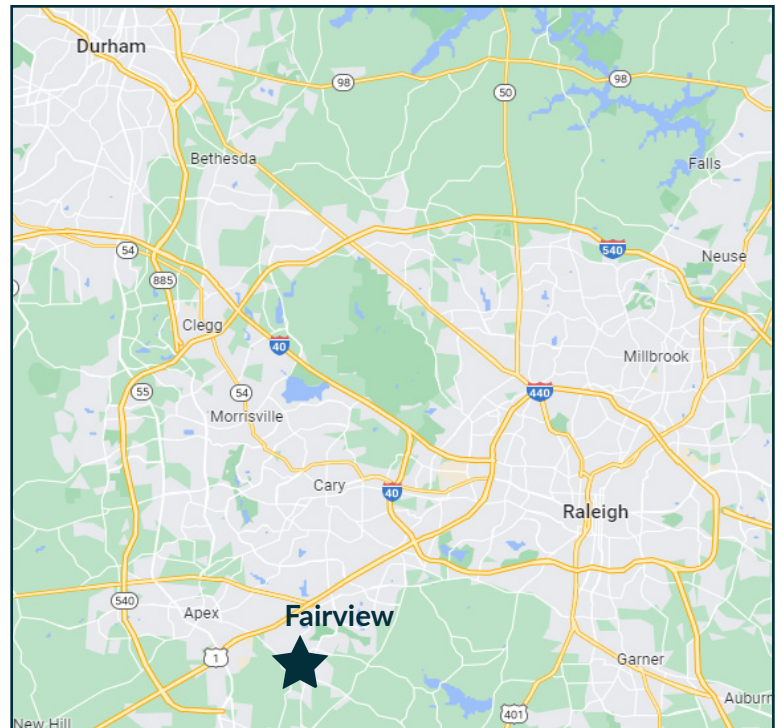 Durham
98
98
50
Bethesda
Falls
54
540
Neuse
885
Clegg
40
Millbrook
55
54
440
Morrisville
Cary
40
Raleigh
540
Apex
Fairview
1
Garner
401
Auburn
New Hill